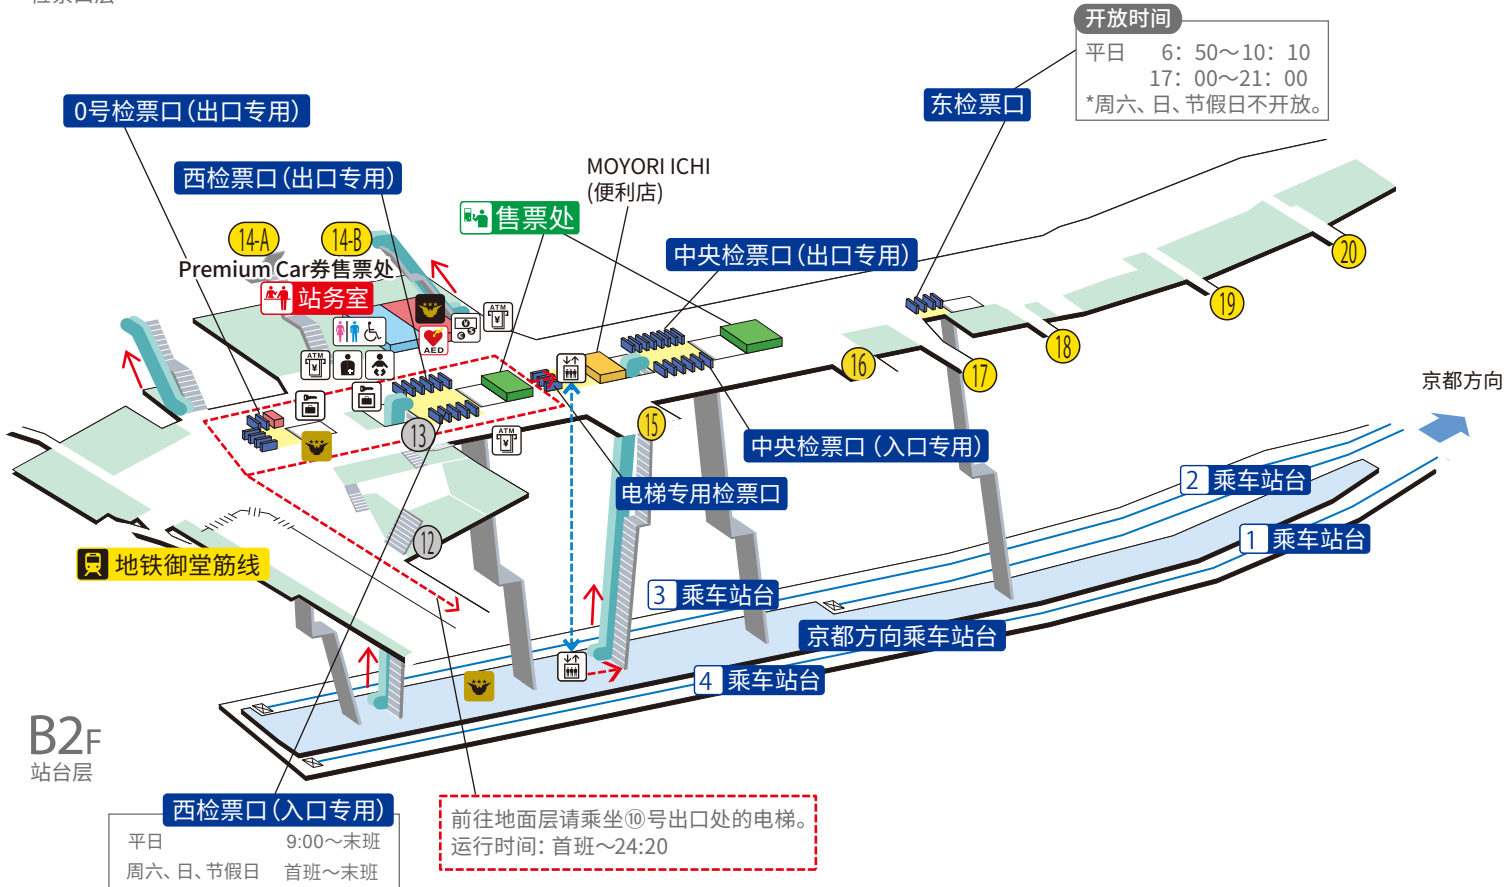 开放时间
平日 6：50～10：10
17：00～21：00
*周六、日、节假日不开放。
0号检票口（出口专用）
东检票口
西检票口（出口专用）
MOYORI ICHI
(便利店)
售票处
14-A
14-B
中央检票口（出口专用）
20
Premium Car券售票处
站务室
19
ATM
18
AED
ATM
16
17
京都方向
13
15
ATM
中央检票口（入口专用）
2 乘车站台
电梯专用检票口
12
1 乘车站台
地铁御堂筋线
3 乘车站台
京都方向乘车站台
4 乘车站台
B2F
站台层
西检票口（入口专用）
平日 9:00～末班
周六、日、节假日 首班～末班
前往地面层请乘坐⑩号出口处的电梯。
运行时间：首班～24:20